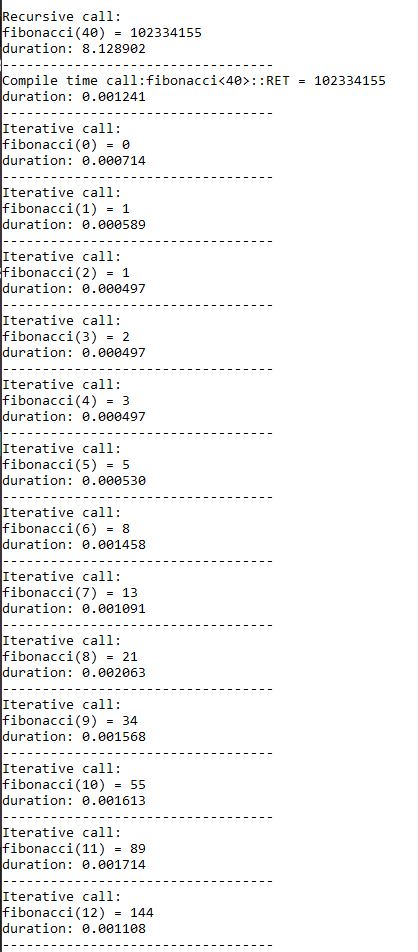 Recursive call:
fibonacci(40) = 102334155
duration: 8.128902
----------------------------------
Compile time call:fibonacci<40>::RET = 102334155
duration: 0.001241
----------------------------------
Iterative call:
fibonacci(0) = 0
duration: 0.000714
----------------------------------
Iterative call:
fibonacci(1) = 1
duration: 0.000589
----------------------------------
Iterative call:
fibonacci(2) = 1
duration: 0.000497
----------------------------------
Iterative call:
fibonacci(3) = 2
duration: 0.000497
----------------------------------
Iterative call:
fibonacci(4) = 3
duration: 0.000497
----------------------------------
Iterative call:
fibonacci(5) = 5
duration: 0.000530
----------------------------------
Iterative call:
fibonacci(6) = 8
duration: 0.001458
----------------------------------
Iterative call:
fibonacci(7) = 13
duration: 0.001091
----------------------------------
Iterative call:
fibonacci(8) = 21
duration: 0.002063
----------------------------------
Iterative call:
fibonacci(9) = 34
duration: 0.001568
----------------------------------
Iterative call:
fibonacci(10) = 55
duration: 0.001613
----------------------------------
Iterative call:
fibonacci(11) = 89
duration: 0.001714
----------------------------------
Iterative call:
fibonacci(12) = 144
duration: 0.001108
----------------------------------